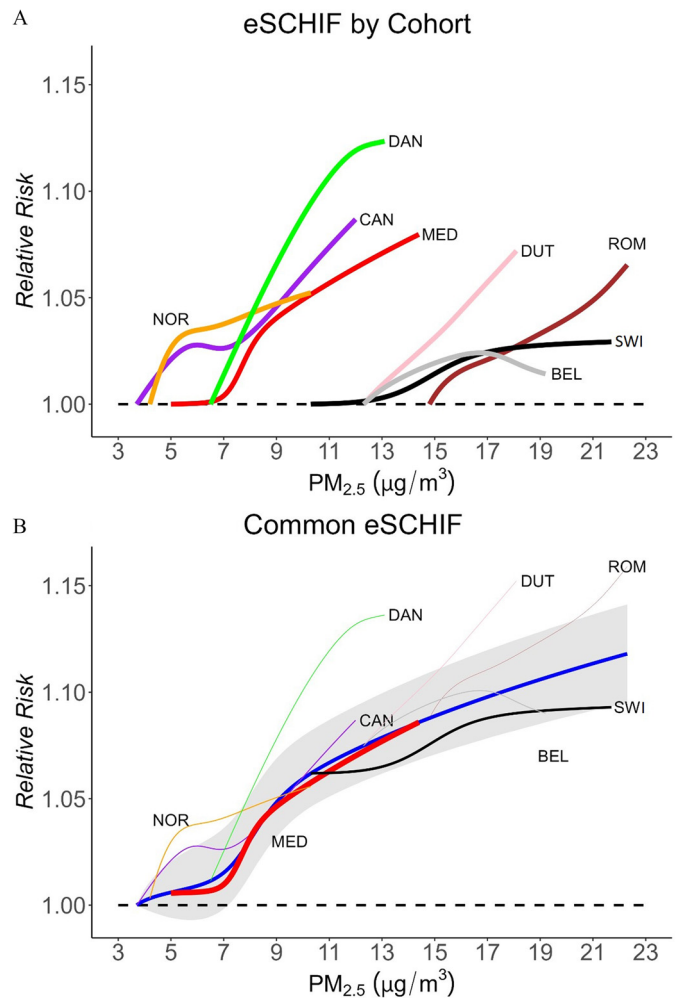 A
eSCHIF by Cohort
Relative Risk
1.15
1.10
1.05
1.00
DAN
CAN
MED
NOR
DUT
ROM
SWI
BEL
3 5 7 9 11 13 15 17 19 21 23
PM2.5 (μg/m³)
B
Common eSCHIF
Relative Risk
1.15
1.10
1.05
1.00
DUT
ROM
DAN
CAN
SWI
BEL
NOR
MED
3 5 7 9 11 13 15 17 19 21 23
PM2.5 (μg/m³)